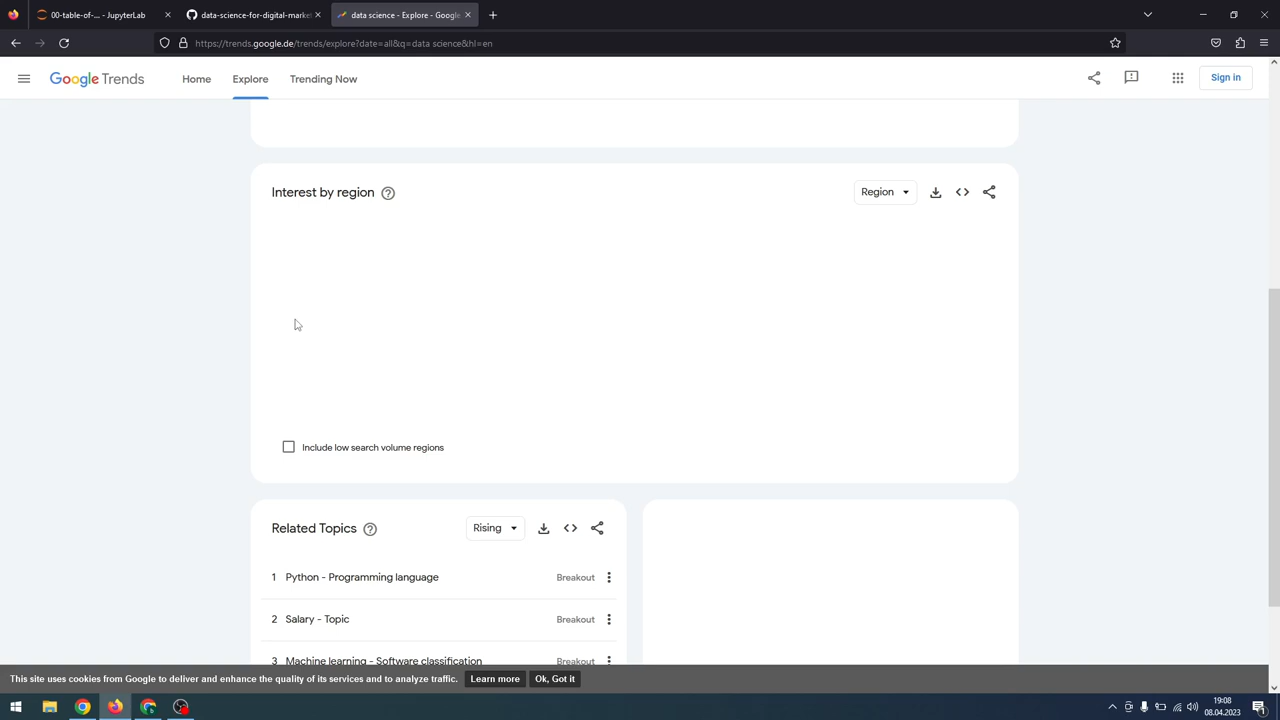 00-table-of-... - JupyterLab
data-science-for-digital-market
data science - Explore - Google
https://trends.google.de/trends/explore?date=all&q=data science&hl=en
Google Trends
Home
Explore
Trending Now
Sign in
Interest by region
Region
Include low search volume regions
Related Topics
Rising
1 Python - Programming language Breakout
2 Salary - Topic Breakout
3 Machine learning - Software classification Breakout
This site uses cookies from Google to deliver and enhance the quality of its services and to analyze traffic. Learn more Ok, Got it
19:08
08.04.2023